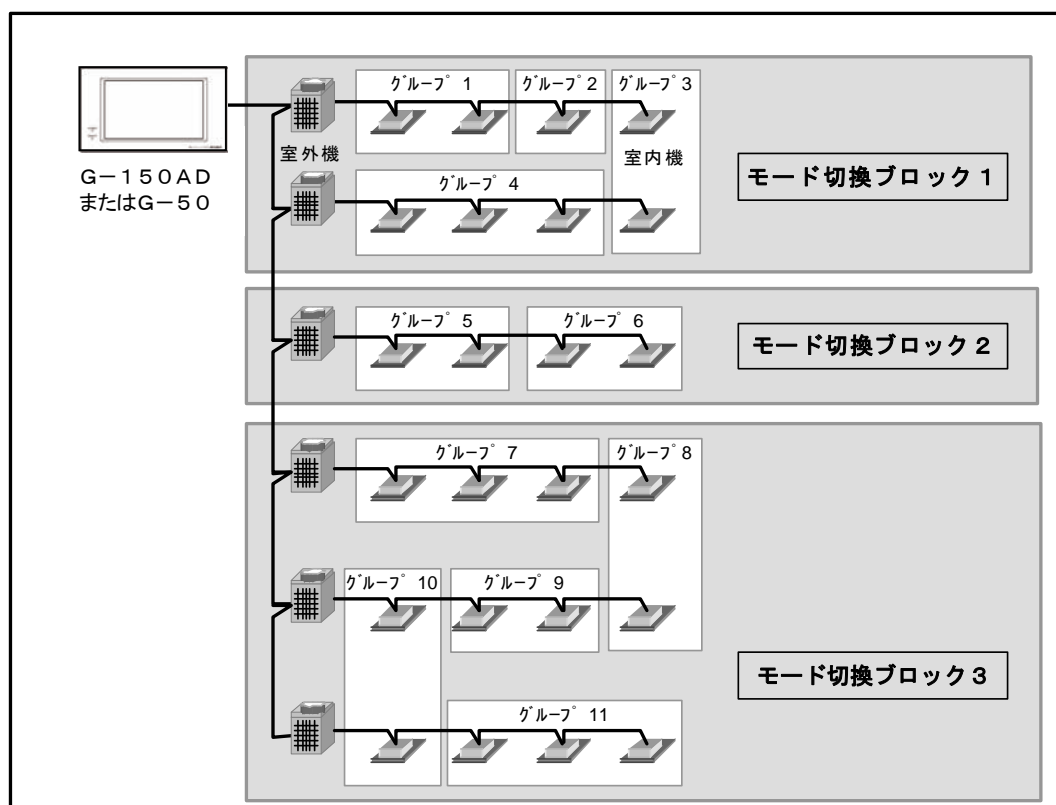 G-150AD
またはG-50
室外機
グループ 1
グループ 2
グループ 3
室内機
グループ 4
モード切換ブロック1
グループ 5
グループ 6
モード切換ブロック2
グループ 7
グループ 8
グループ 10
グループ 9
グループ 11
モード切換ブロック3